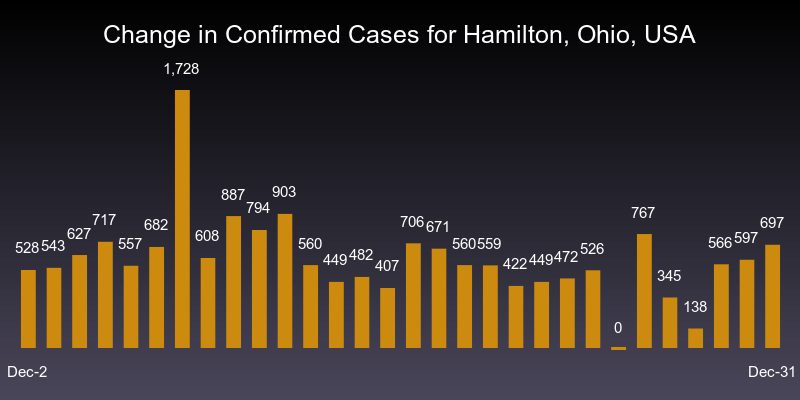 Change in Confirmed Cases for Hamilton, Ohio, USA
528 543 627 717 557 682 1,728 608 887 794 903 560 449 482 407 706 671 560 559 422 449 472 526 0 767 345 138 566 597 697
Dec-2 Dec-31